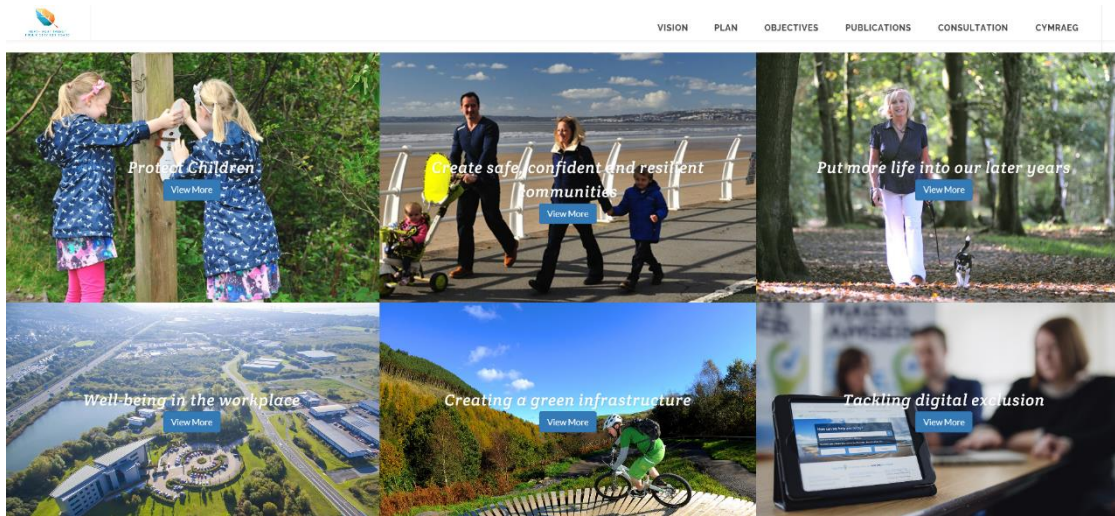 VISION PLAN OBJECTIVES PUBLICATIONS CONSULTATION CYMRAEG
Protect Children
View More
Create safe, confident and resilient
communities
View More
Put more life into our later years
View More
Well-being in the workplace
View More
Creating a green infrastructure
View More
Tackling digital exclusion
View More